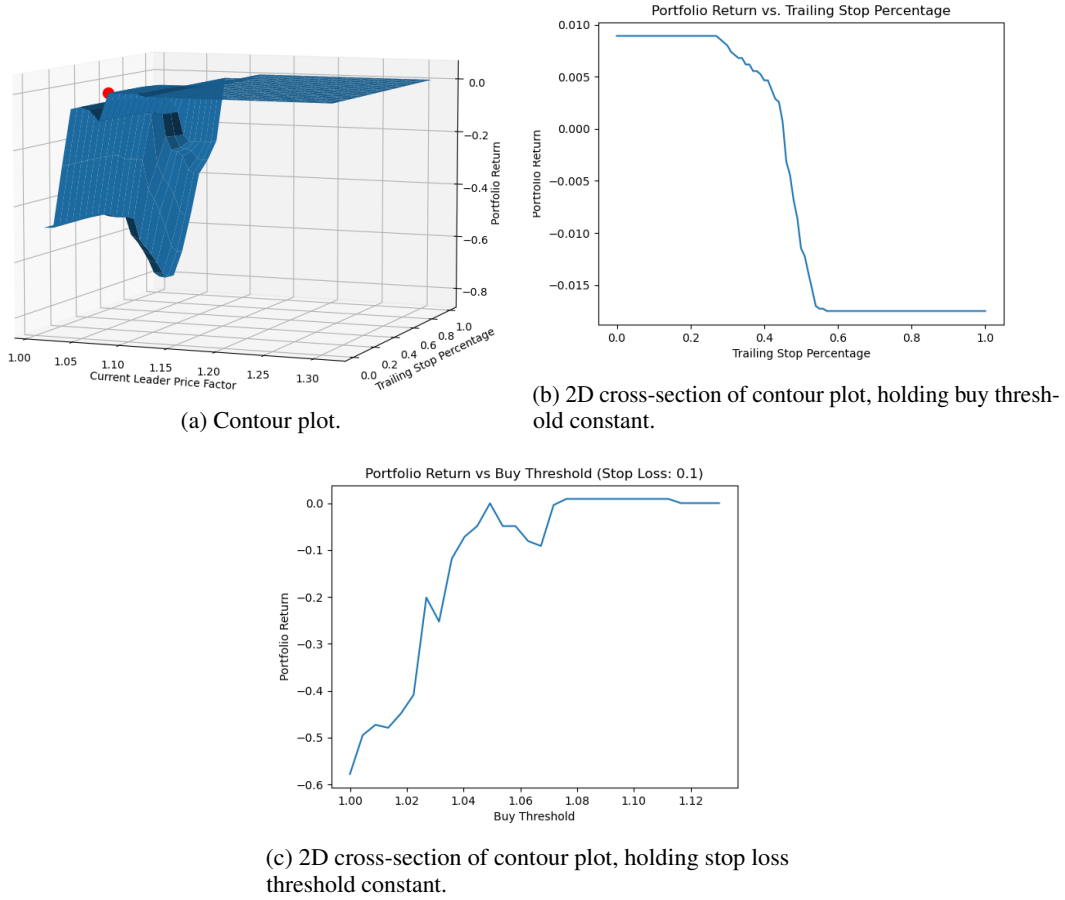 0.0
−0.2
−0.4
−0.6
−0.8
Portfolio Return
1.00
1.05
1.10
1.15
1.20
1.25
1.30
Current Leader Price Factor
0.0
0.2
0.4
0.6
0.8
1.0
Trailing Stop Percentage
(a) Contour plot.
Portfolio Return vs. Trailing Stop Percentage
0.010
0.005
0.000
−0.005
−0.010
−0.015
Portfolio Return
0.0 0.2 0.4 0.6 0.8 1.0
Trailing Stop Percentage
(b) 2D cross-section of contour plot, holding buy thresh-
old constant.
Portfolio Return vs Buy Threshold (Stop Loss: 0.1)
0.0
−0.1
−0.2
−0.3
−0.4
−0.5
−0.6
Portfolio Return
1.00 1.02 1.04 1.06 1.08 1.10 1.12
Buy Threshold
(c) 2D cross-section of contour plot, holding stop loss
threshold constant.